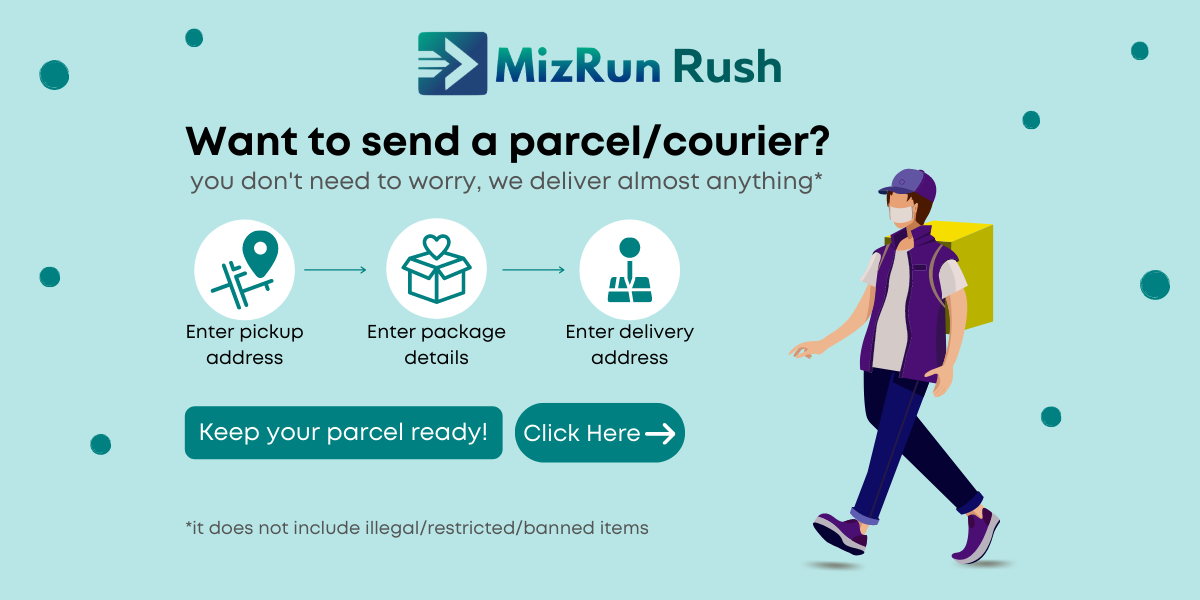 MizRun Rush
Want to send a parcel/courier?
you don't need to worry, we deliver almost anything*
Enter pickup
address
Enter package
details
Enter delivery
address
Keep your parcel ready!
Click Here
*it does not include illegal/restricted/banned items